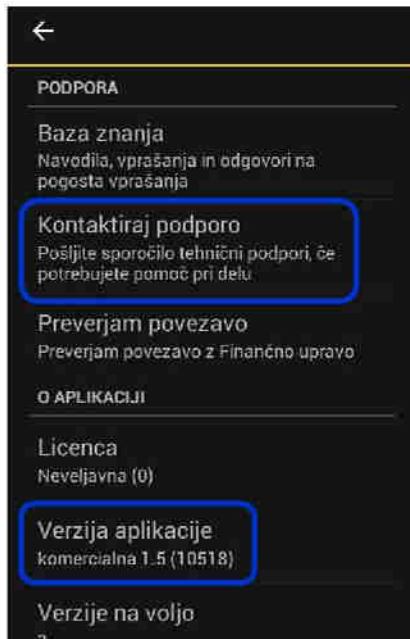 PODPORA
Baza znanja
Navodila, vprašanja in odgovori na
pogosta vprašanja
Kontaktiraj podporo
Pošljite sporočilo tehnični podpori, če
potrebujete pomoč pri delu
Preverjam povezavo
Preverjam povezavo z Finančno upravo
O APLIKACIJI
Licenca
Neveljavna (0)
Verzija aplikacije
komercialna 1.5 (10518)
Verzije na voljo